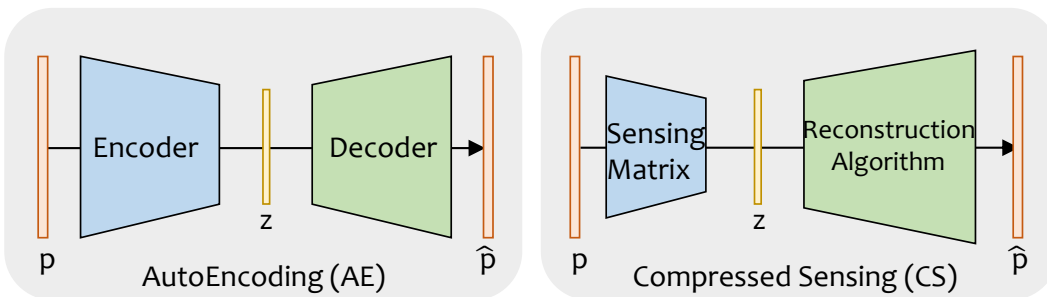 Encoder
Decoder
z
p
p̂
AutoEncoding (AE)
Sensing
Matrix
Reconstruction
Algorithm
z
p
p̂
Compressed Sensing (CS)